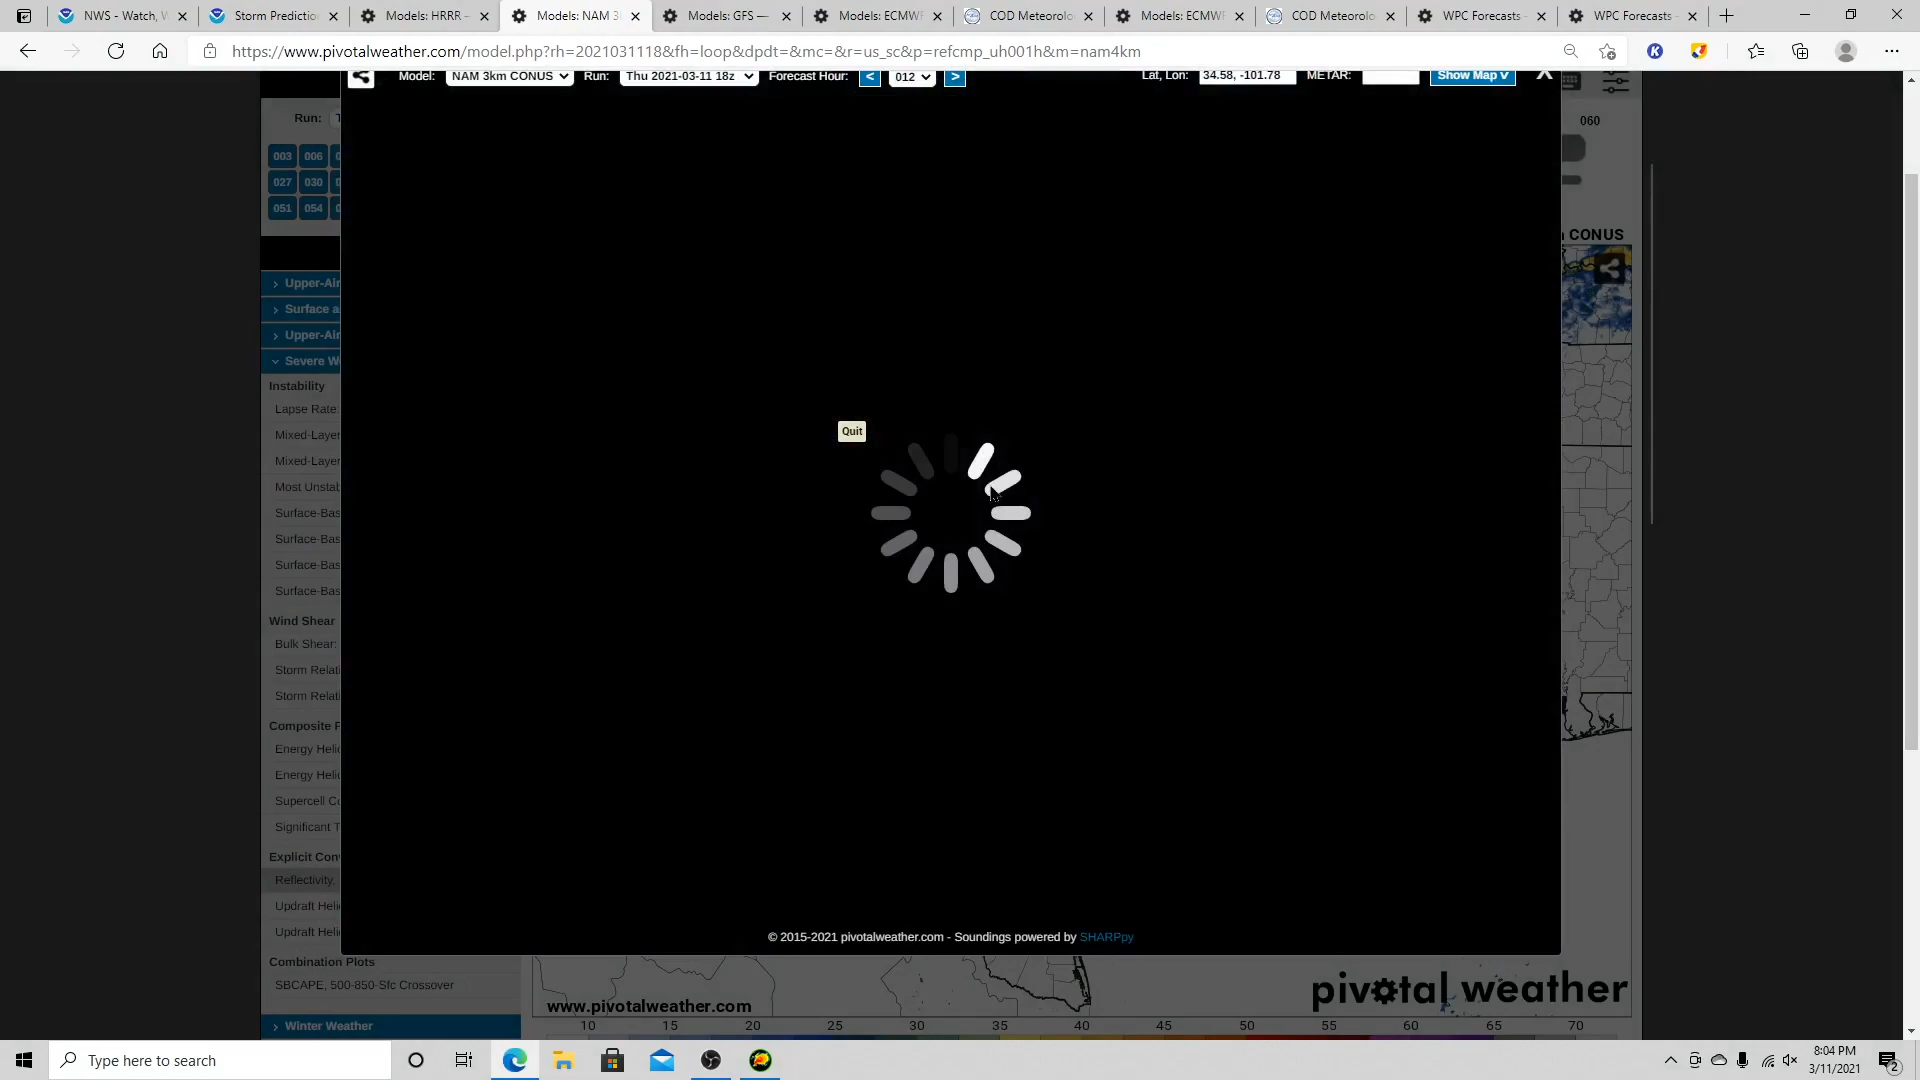 NWS - Watch, W
Storm Predictio
Models: HRRR -
Models: NAM 3
Models: GFS —
Models: ECMWF
COD Meteorolo
Models: ECMWF
COD Meteorolo
WPC Forecasts -
WPC Forecasts -
https://www.pivotalweather.com/model.php?rh=2021031118&fh=loop&dpdt=&mc=&r=us_sc&p=refcmp_uh001h&m=nam4km
Model: NAM 3km CONUS Run: Thu 2021-03-11 18z Forecast Hour: < 012 > Lat, Lon: 34.58, -101.78 METAR: Show Map X
Run:
060
003 006
027 030
051 054
CONUS
Upper-Air
Surface a
Upper-Air
Severe W
Instability
Lapse Rate
Mixed-Layer
Mixed-Layer
Most Unstab
Surface-Bas
Surface-Bas
Surface-Bas
Surface-Bas
Wind Shear
Bulk Shear:
Storm Relati
Storm Relati
Composite P
Energy Helic
Energy Helic
Supercell Co
Significant T
Explicit Conv
Reflectivity,
Updraft Heli
Updraft Heli
Combination Plots
SBCAPE, 500-850-Sfc Crossover
Winter Weather
Quit
© 2015-2021 pivotalweather.com - Soundings powered by SHARPpy
www.pivotalweather.com
pivotal weather
10 15 20 25 30 35 40 45 50 55 60 65 70
Type here to search
8:04 PM
3/11/2021
2